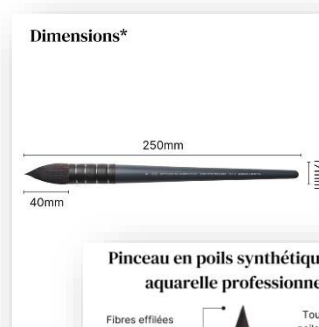 Dimensions*
250mm
40mm
Pinceau en poils synthétiqu
aquarelle professionne
Fibres effilées
Tou